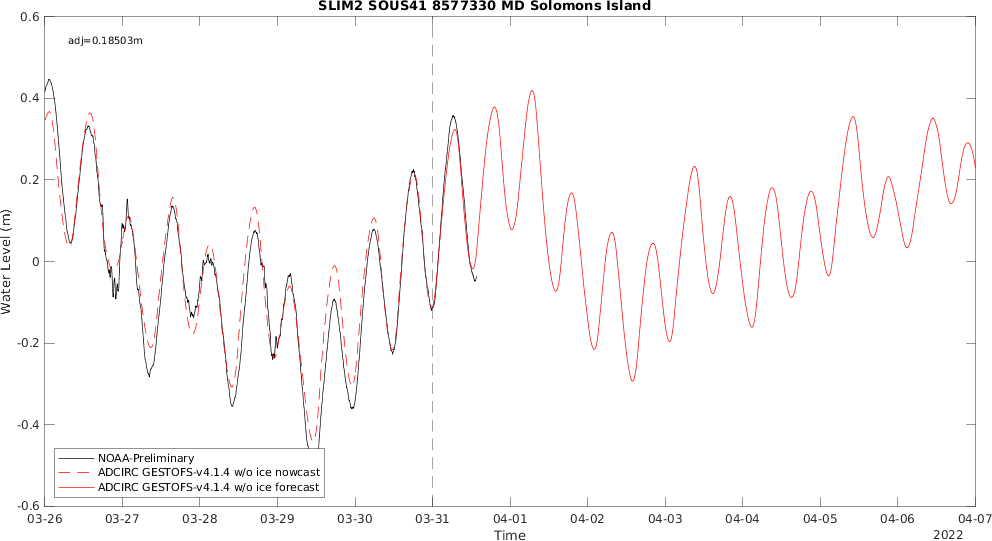 SLIM2 SOUS41 8577330 MD Solomons Island
adj=0.18503m
0.6
0.4
0.2
0
-0.2
-0.4
-0.6
Water Level (m)
NOAA-Preliminary
ADCIRC GESTOFS-v4.1.4 w/o ice nowcast
ADCIRC GESTOFS-v4.1.4 w/o ice forecast
03-26 03-27 03-28 03-29 03-30 03-31 04-01 04-02 04-03 04-04 04-05 04-06 04-07
Time
2022